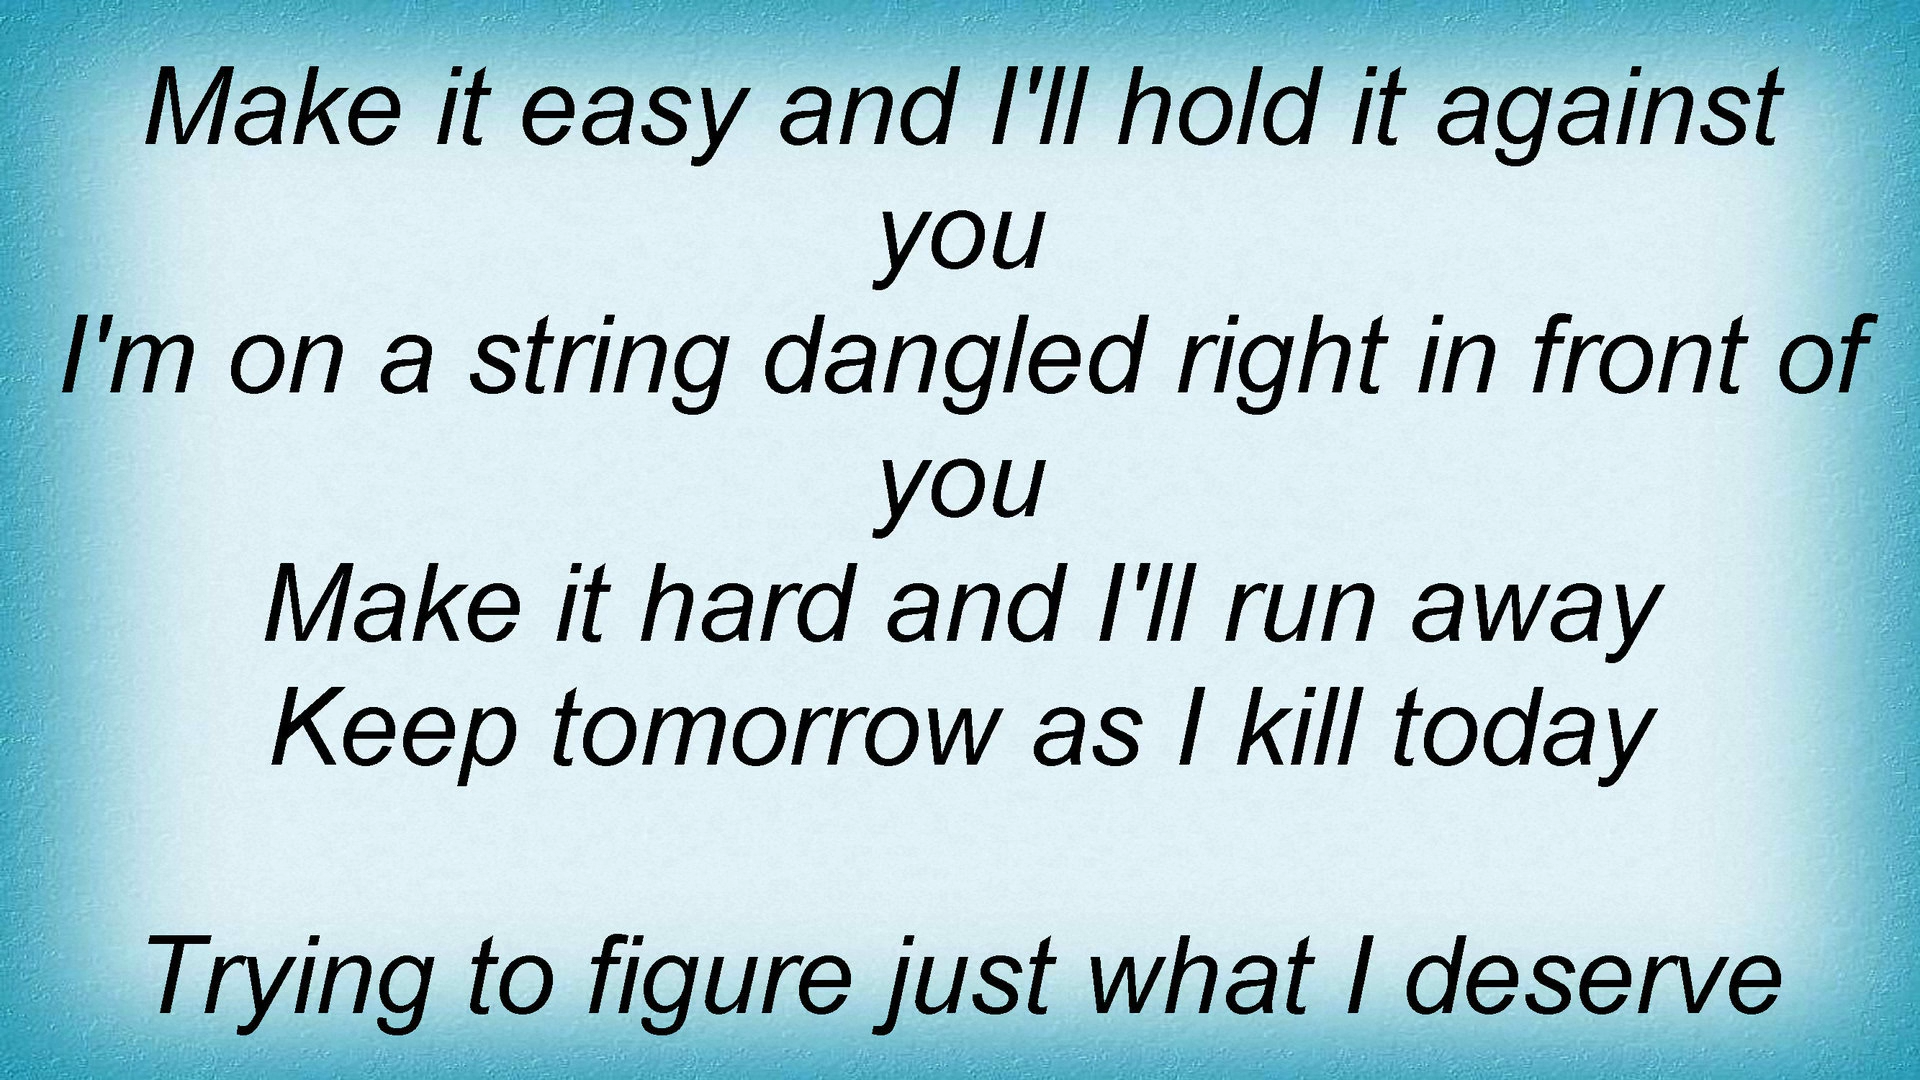 Make it easy and I'll hold it against
you
I'm on a string dangled right in front of
you
Make it hard and I'll run away
Keep tomorrow as I kill today
Trying to figure just what I deserve